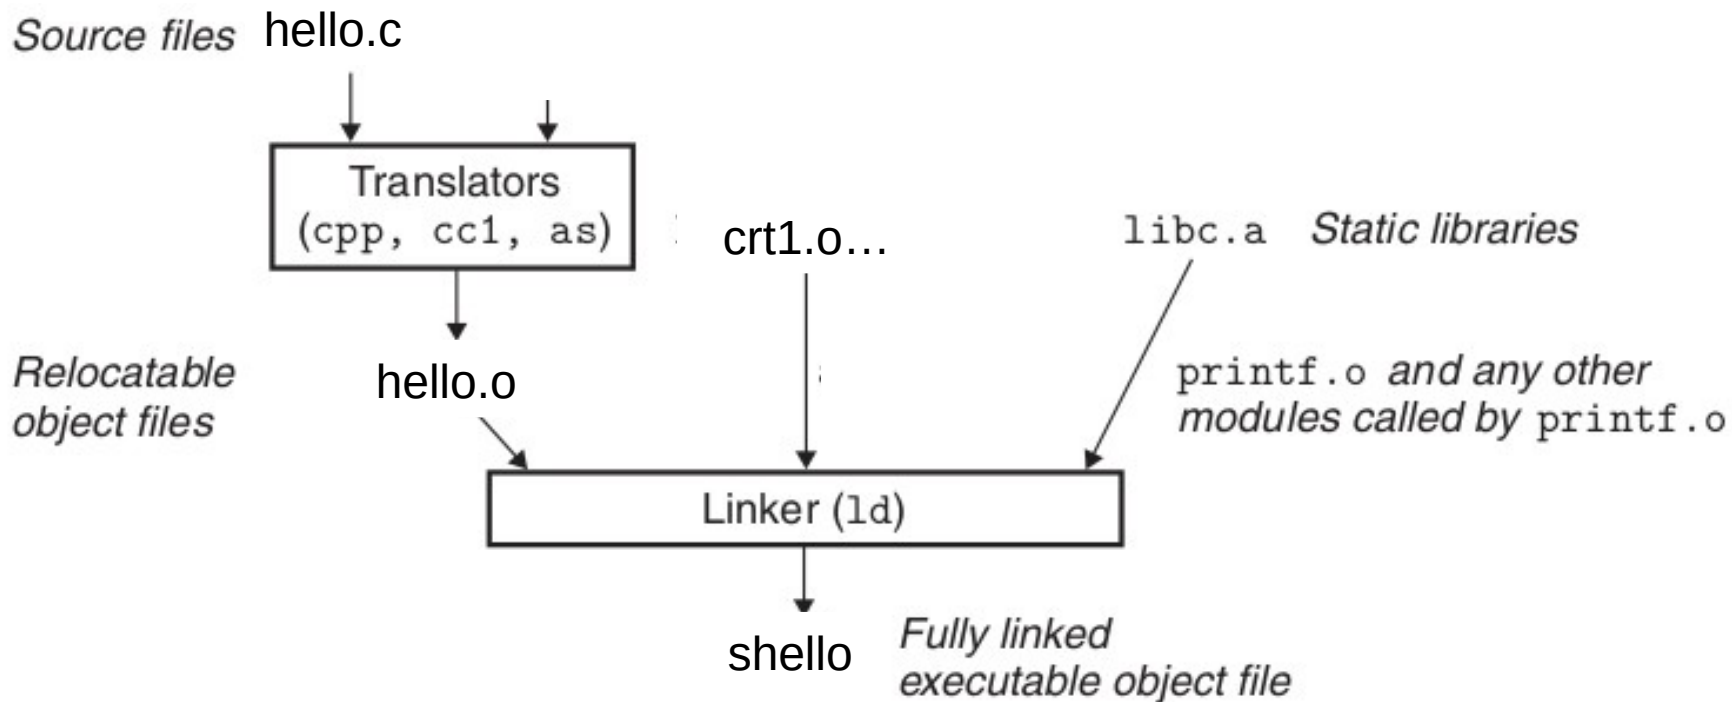 Source files hello.c
Translators
(cpp, cc1, as)
crt1.o...
libc.a Static libraries
Relocatable
object files
hello.o
printf.o and any other
modules called by printf.o
Linker (ld)
shello
Fully linked
executable object file